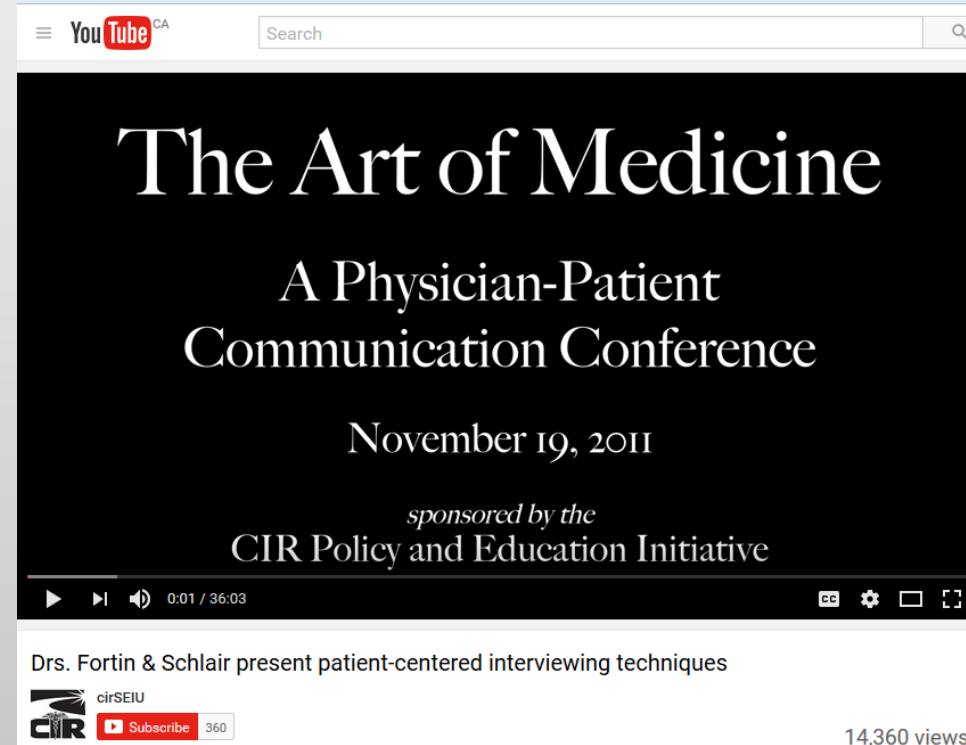 YouTube CA
Search
The Art of Medicine
A Physician-Patient
Communication Conference
November 19, 2011
sponsored by the
CIR Policy and Education Initiative
0:01 / 36:03
CC
Drs. Fortin & Schlair present patient-centered interviewing techniques
cirSEIU
CIR
Subscribe 360
14,360 views